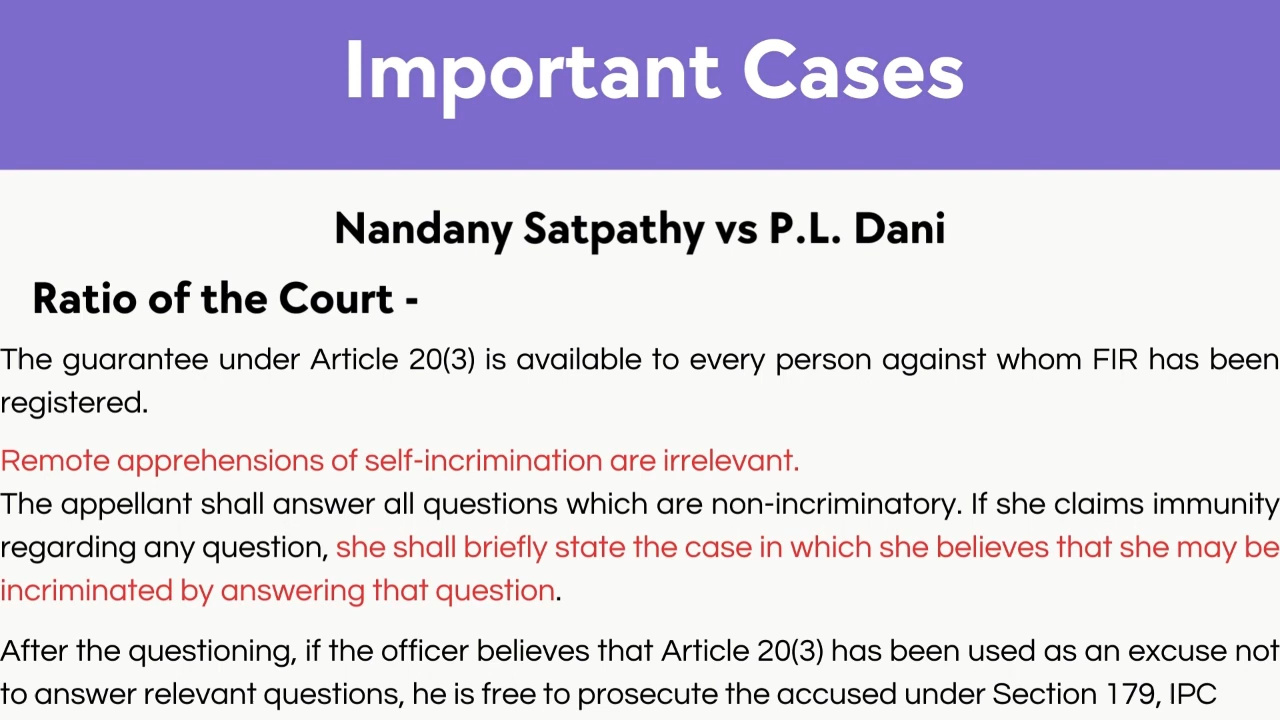 Important Cases
Nandany Satpathy vs P.L. Dani
Ratio of the Court -
The guarantee under Article 20(3) is available to every person against whom FIR has been
registered.
Remote apprehensions of self-incrimination are irrelevant.
The appellant shall answer all questions which are non-incriminatory. If she claims immunity
regarding any question, she shall briefly state the case in which she believes that she may be
incriminated by answering that question.
After the questioning, if the officer believes that Article 20(3) has been used as an excuse not
to answer relevant questions, he is free to prosecute the accused under Section 179, IPC